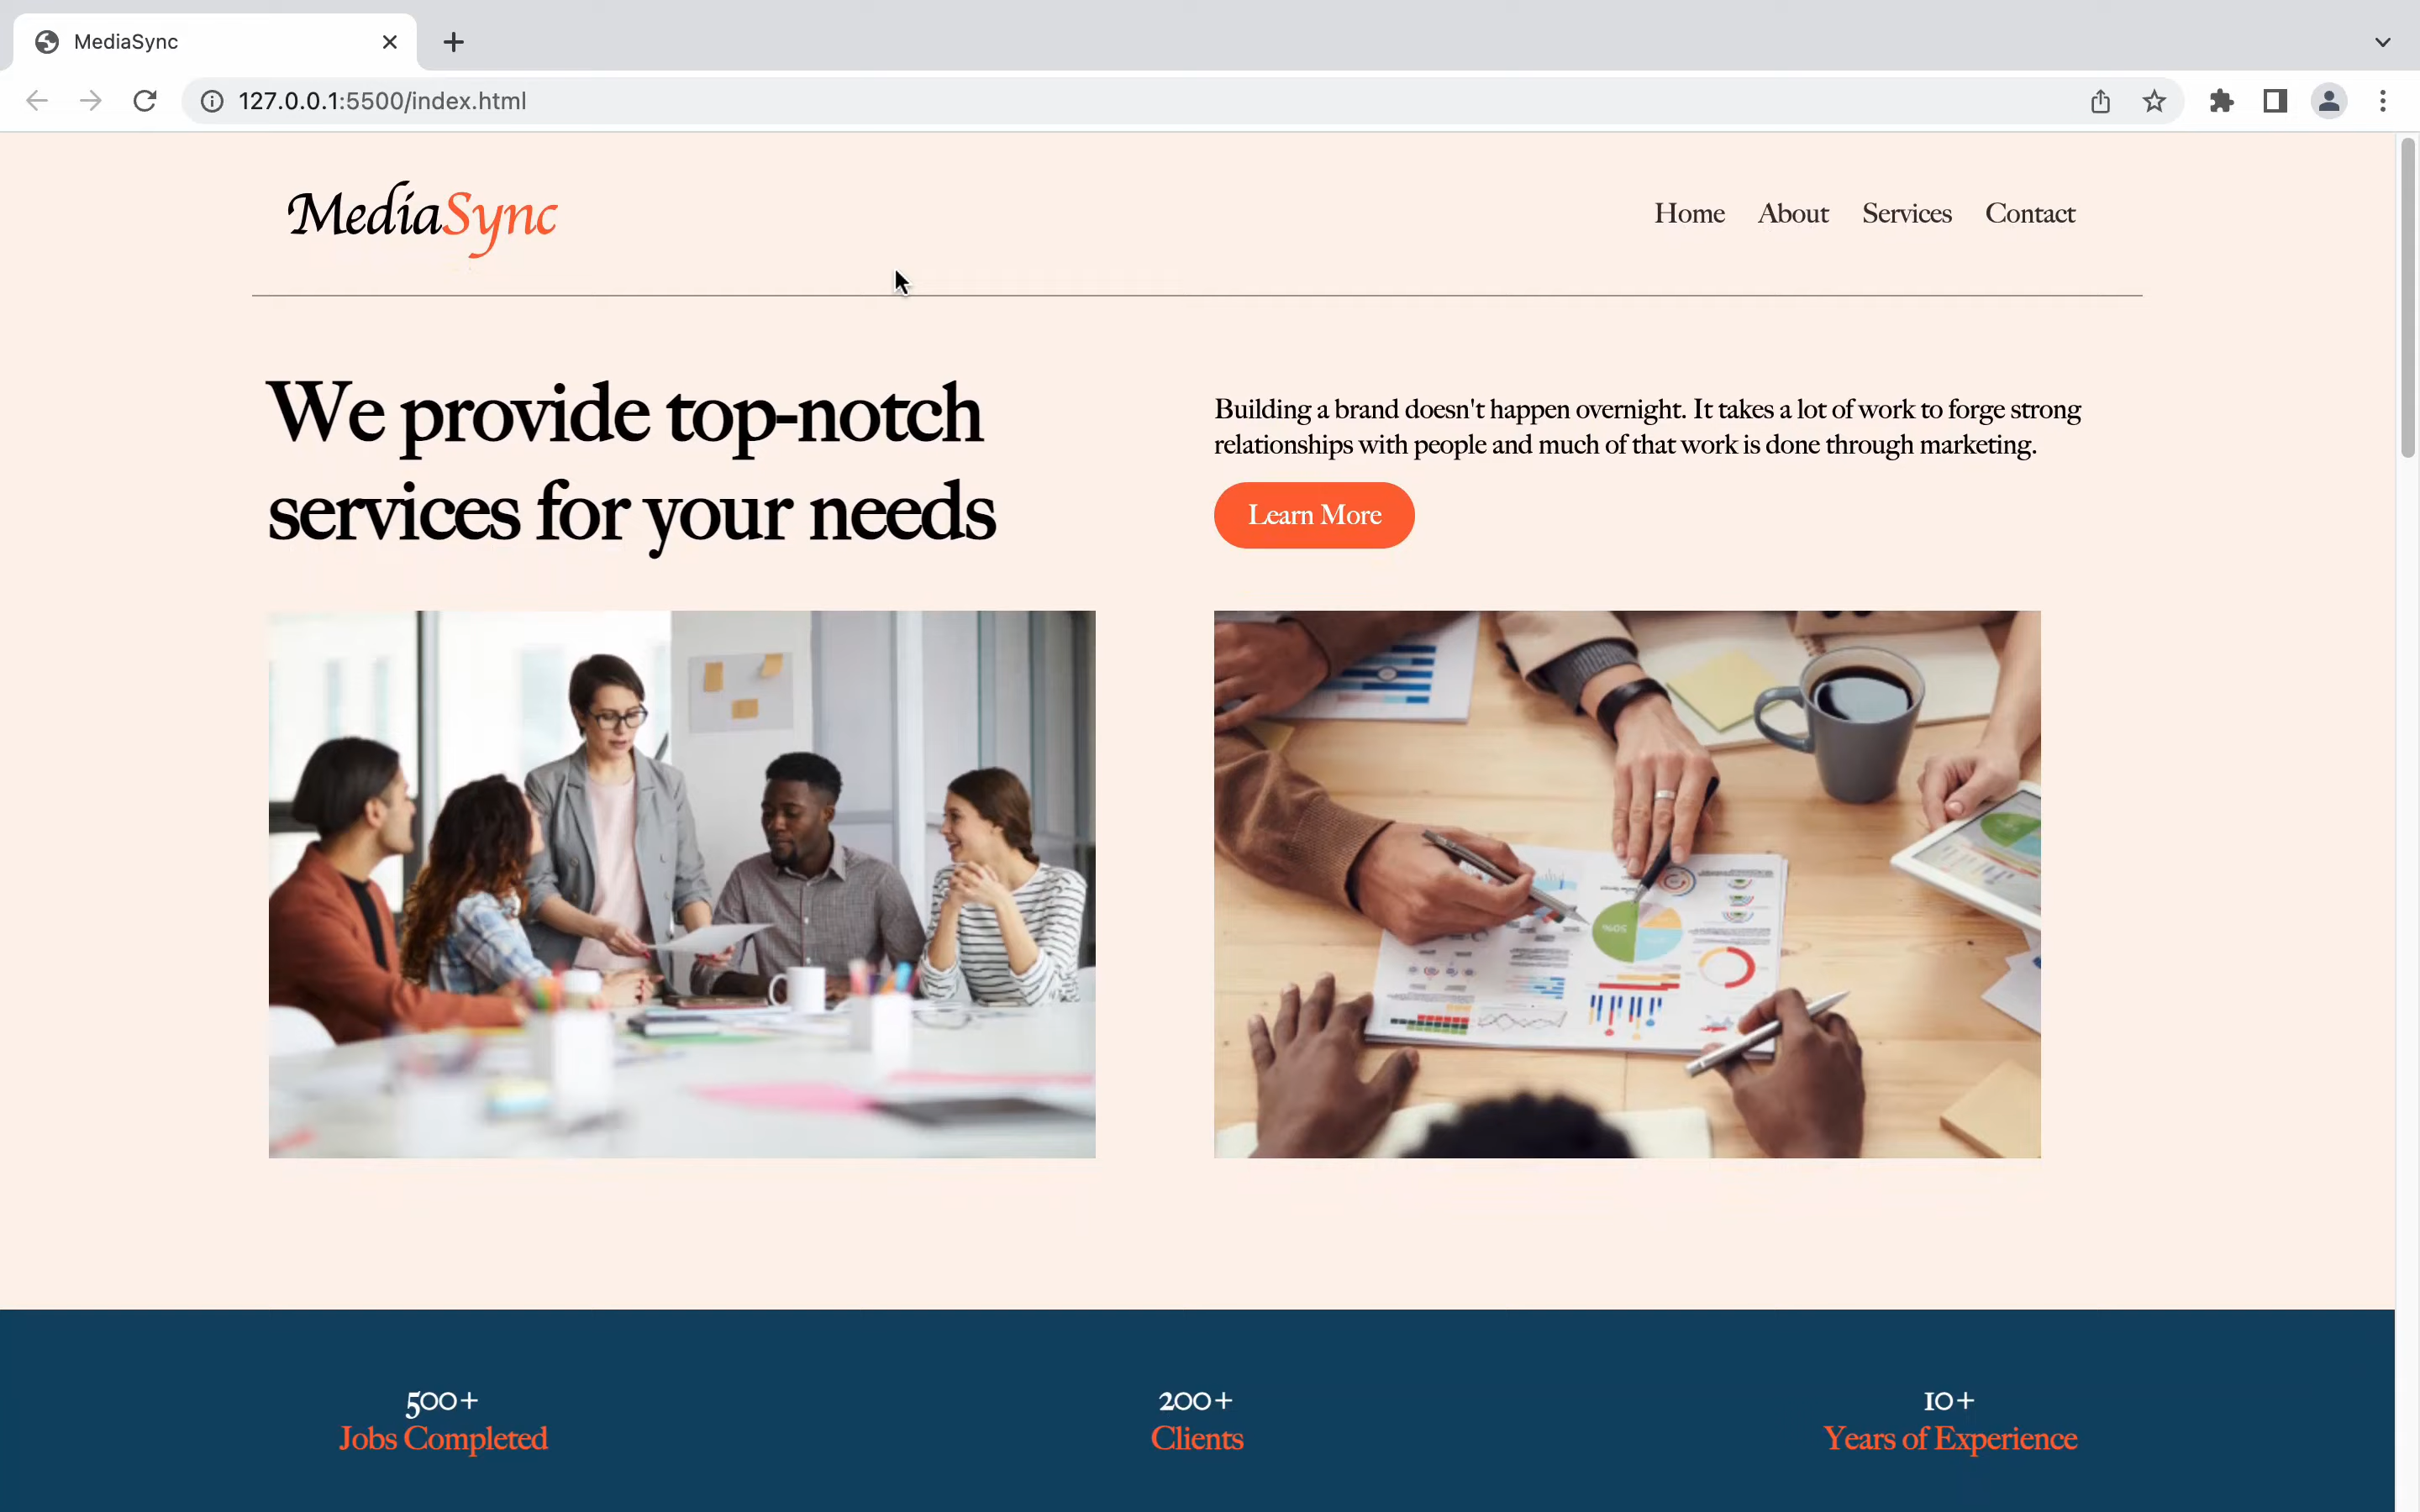 MediaSync
127.0.0.1:5500/index.html
MediaSync
Home About Services Contact
We provide top-notch
services for your needs
Building a brand doesn't happen overnight. It takes a lot of work to forge strong
relationships with people and much of that work is done through marketing.
Learn More
50%
500+
Jobs Completed
200+
Clients
10+
Years of Experience